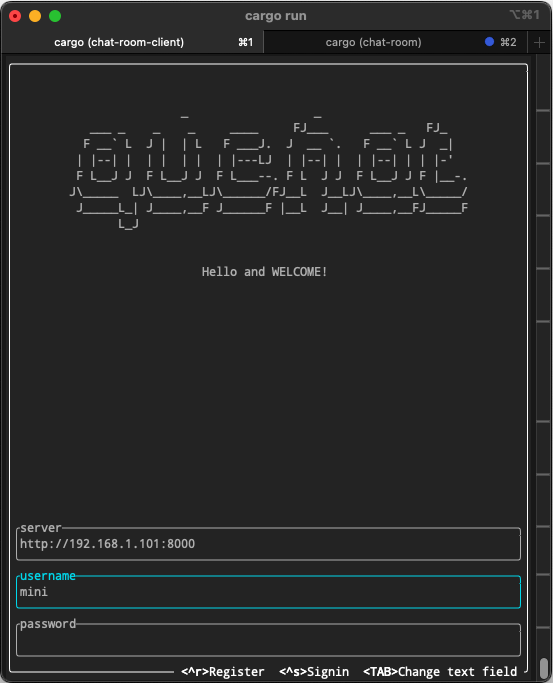 cargo run
⌥⌘1
cargo (chat-room-client) ⌘1
cargo (chat-room) ⌘2
quchat
Hello and WELCOME!
server
http://192.168.1.101:8000
username
mini
password
<^r>Register <^s>Signin <TAB>Change text field